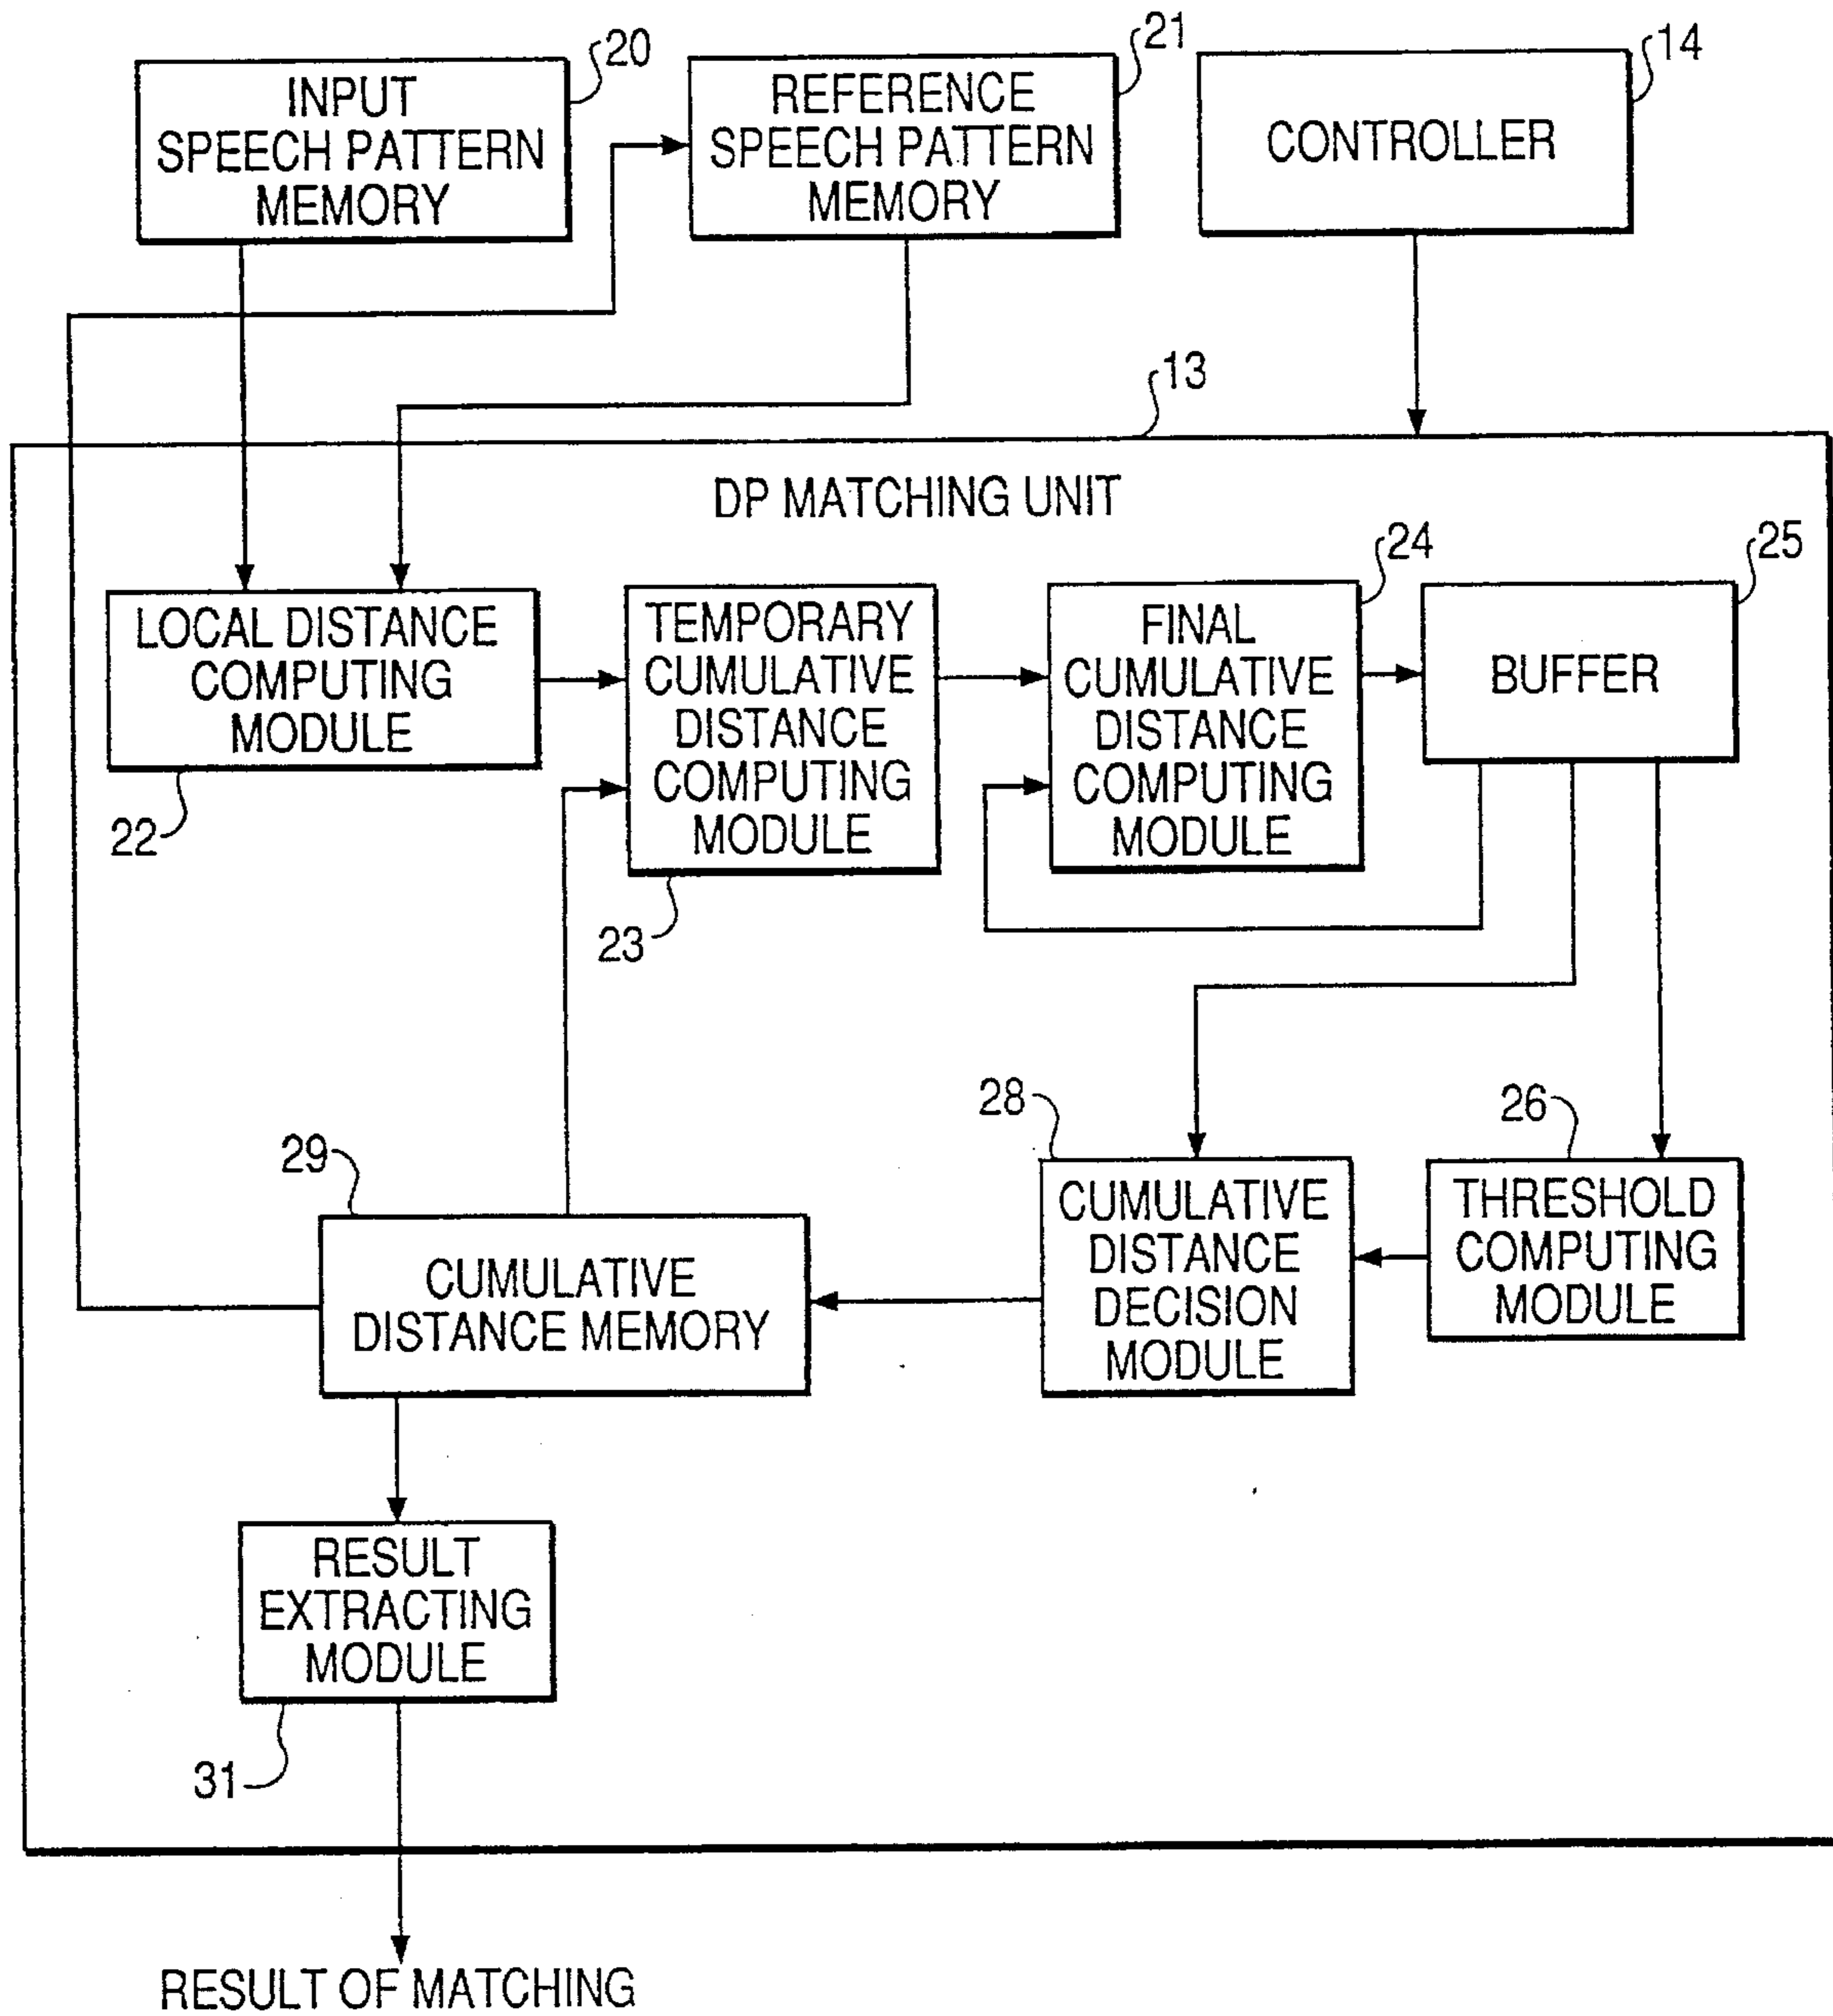 20
INPUT
SPEECH PATTERN
MEMORY
21
REFERENCE
SPEECH PATTERN
MEMORY
14
CONTROLLER
13
DP MATCHING UNIT
LOCAL DISTANCE
COMPUTING
MODULE
22
TEMPORARY
CUMULATIVE
DISTANCE
COMPUTING
MODULE
23
24
FINAL
CUMULATIVE
DISTANCE
COMPUTING
MODULE
25
BUFFER
29
CUMULATIVE
DISTANCE MEMORY
28
CUMULATIVE
DISTANCE
DECISION
MODULE
26
THRESHOLD
COMPUTING
MODULE
RESULT
EXTRACTING
MODULE
31
RESULT OF MATCHING